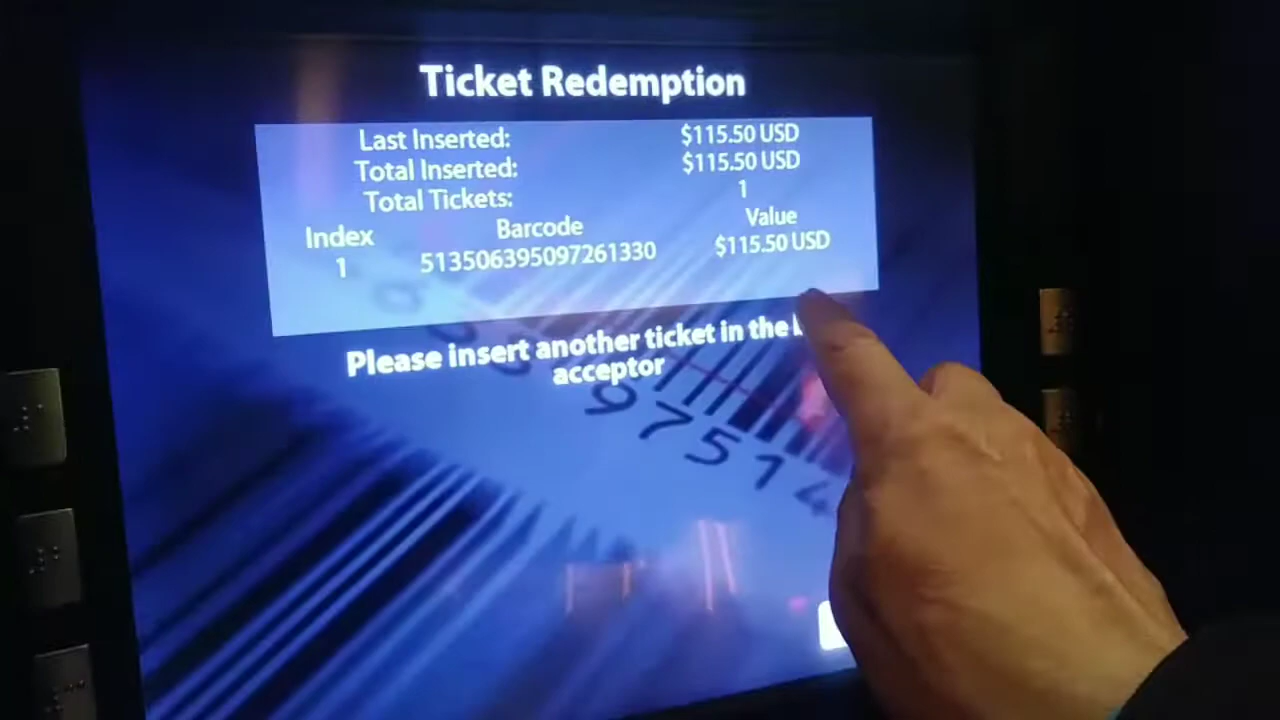 Ticket Redemption
Last Inserted: $115.50 USD
Total Inserted: $115.50 USD
Total Tickets: 1
Index Barcode Value
1 513506395097261330 $115.50 USD
Please insert another ticket in the
acceptor
97514